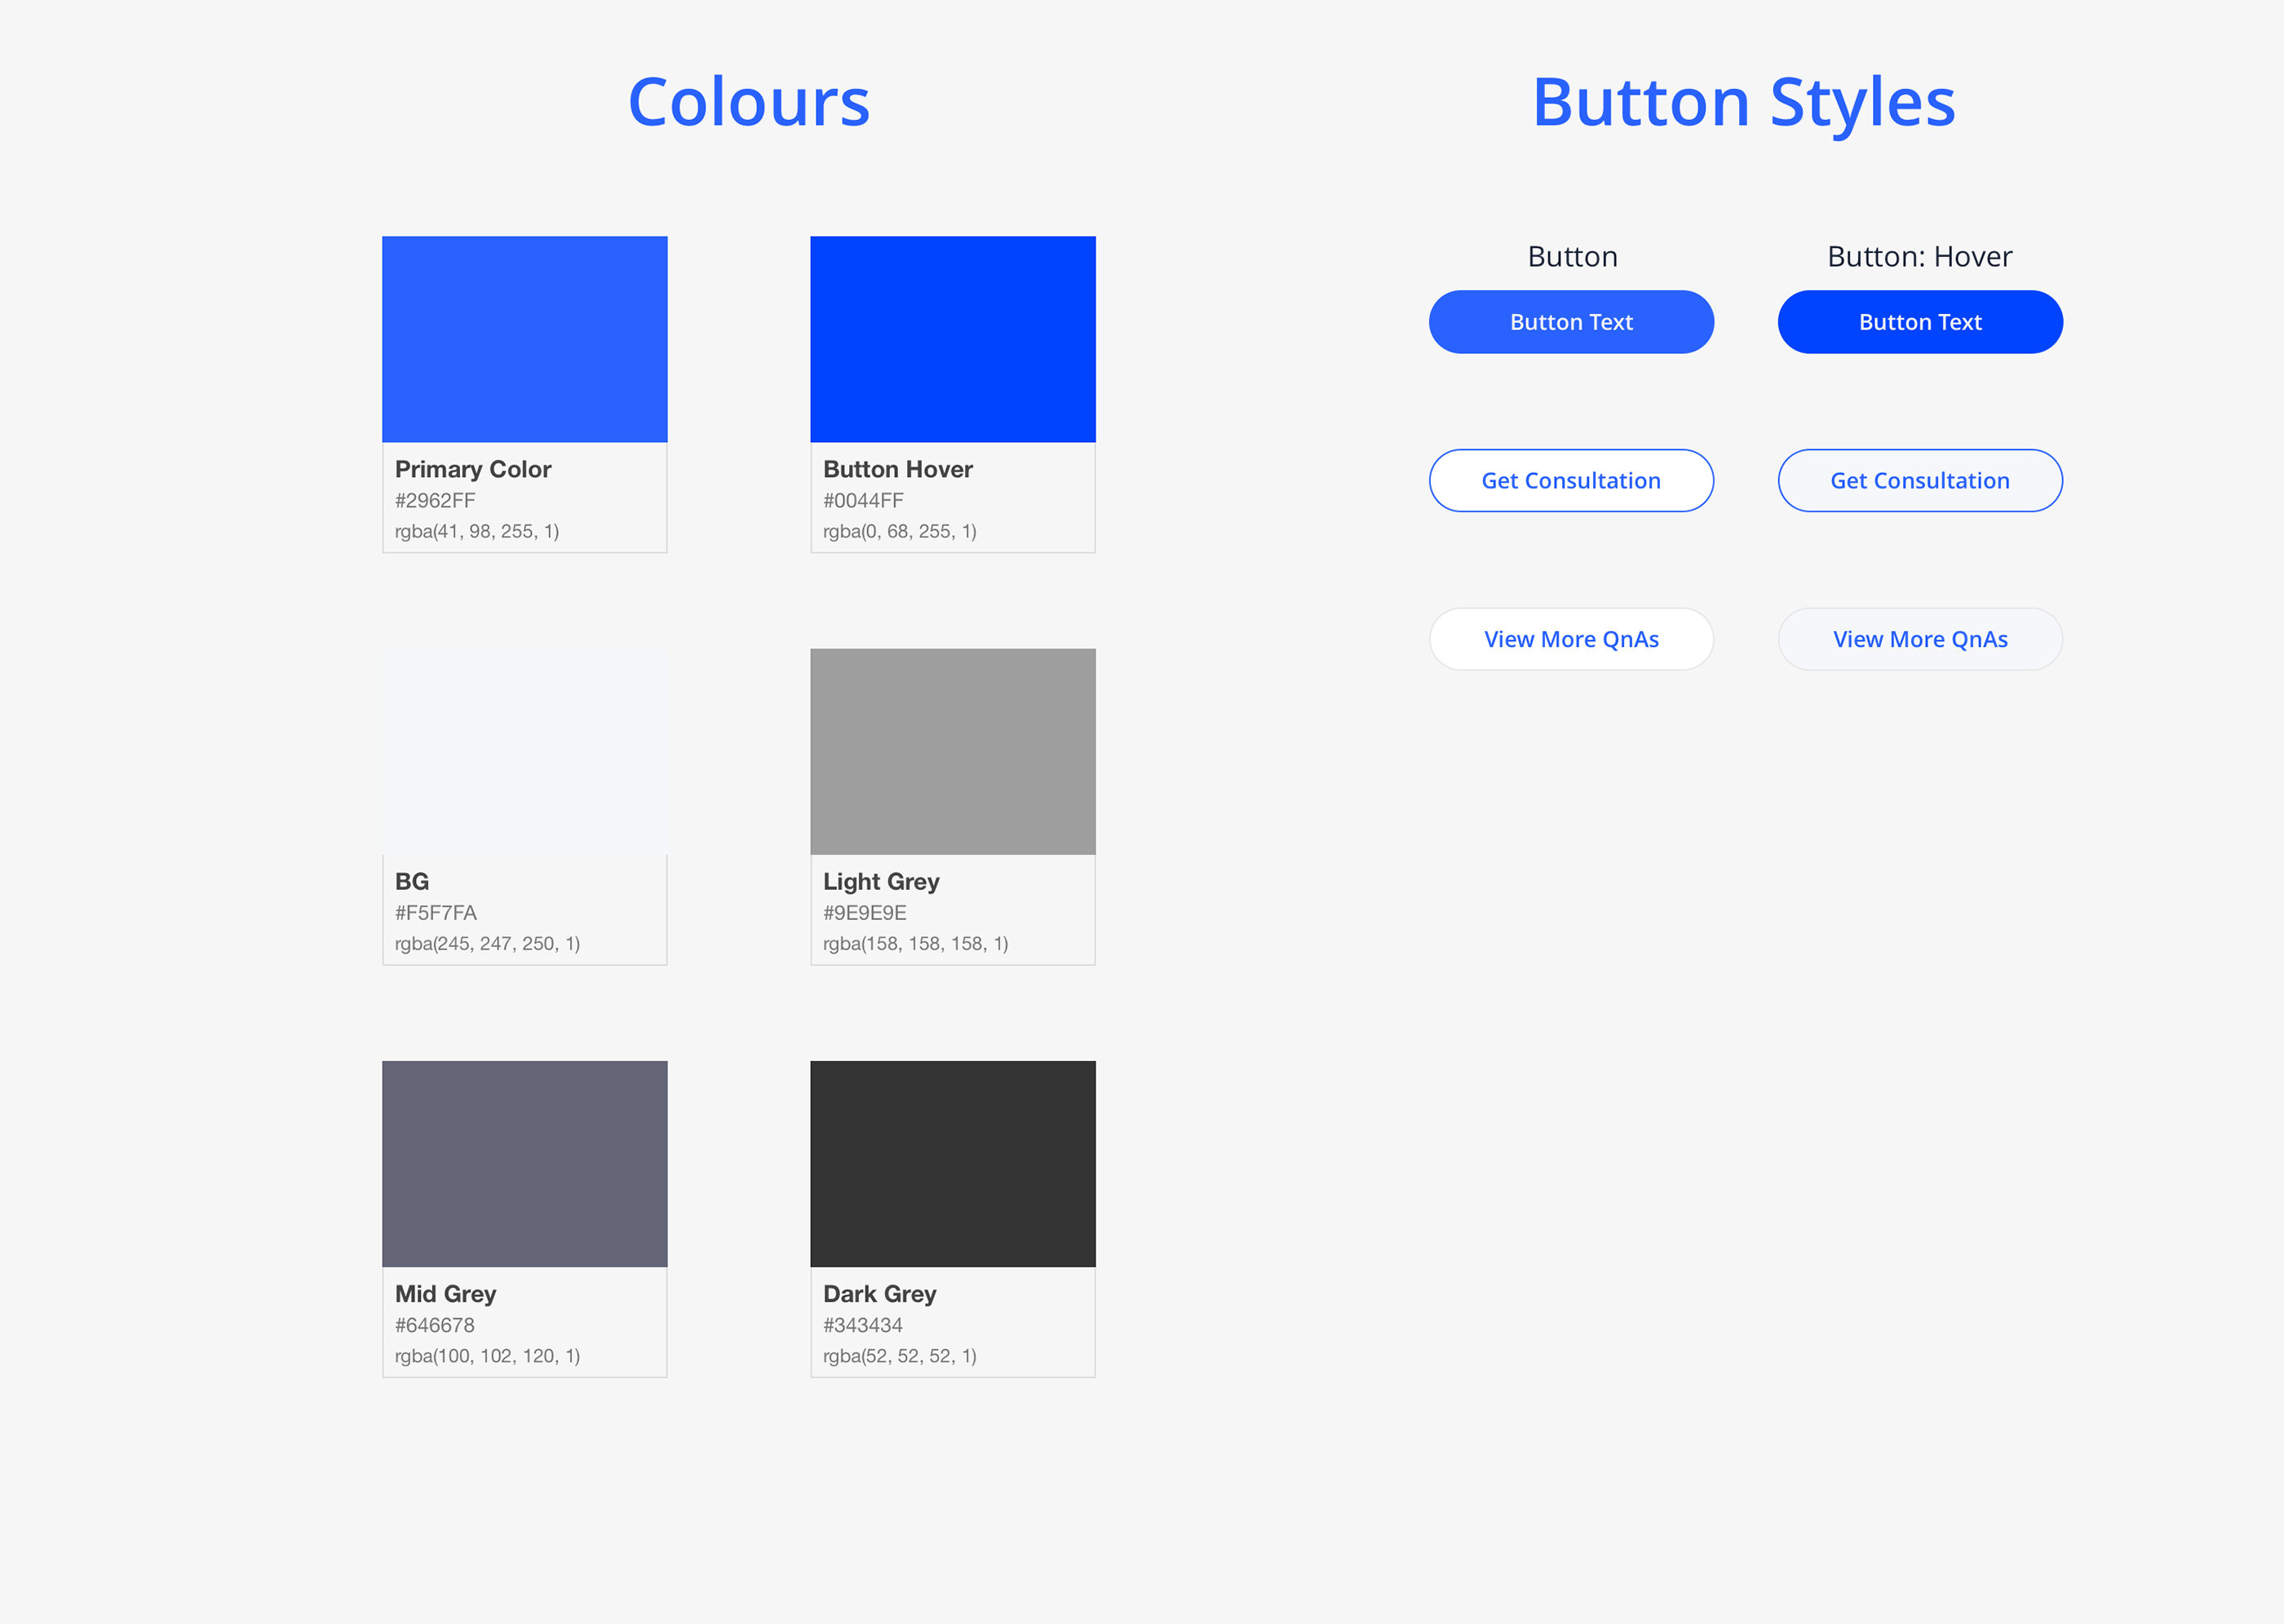 Colours
Primary Color
#2962FF
rgba(41, 98, 255, 1)
Button Hover
#0044FF
rgba(0, 68, 255, 1)
BG
#F5F7FA
rgba(245, 247, 250, 1)
Light Grey
#9E9E9E
rgba(158, 158, 158, 1)
Mid Grey
#646678
rgba(100, 102, 120, 1)
Dark Grey
#343434
rgba(52, 52, 52, 1)
Button Styles
Button
Button: Hover
Button Text
Button Text
Get Consultation
Get Consultation
View More QnAs
View More QnAs